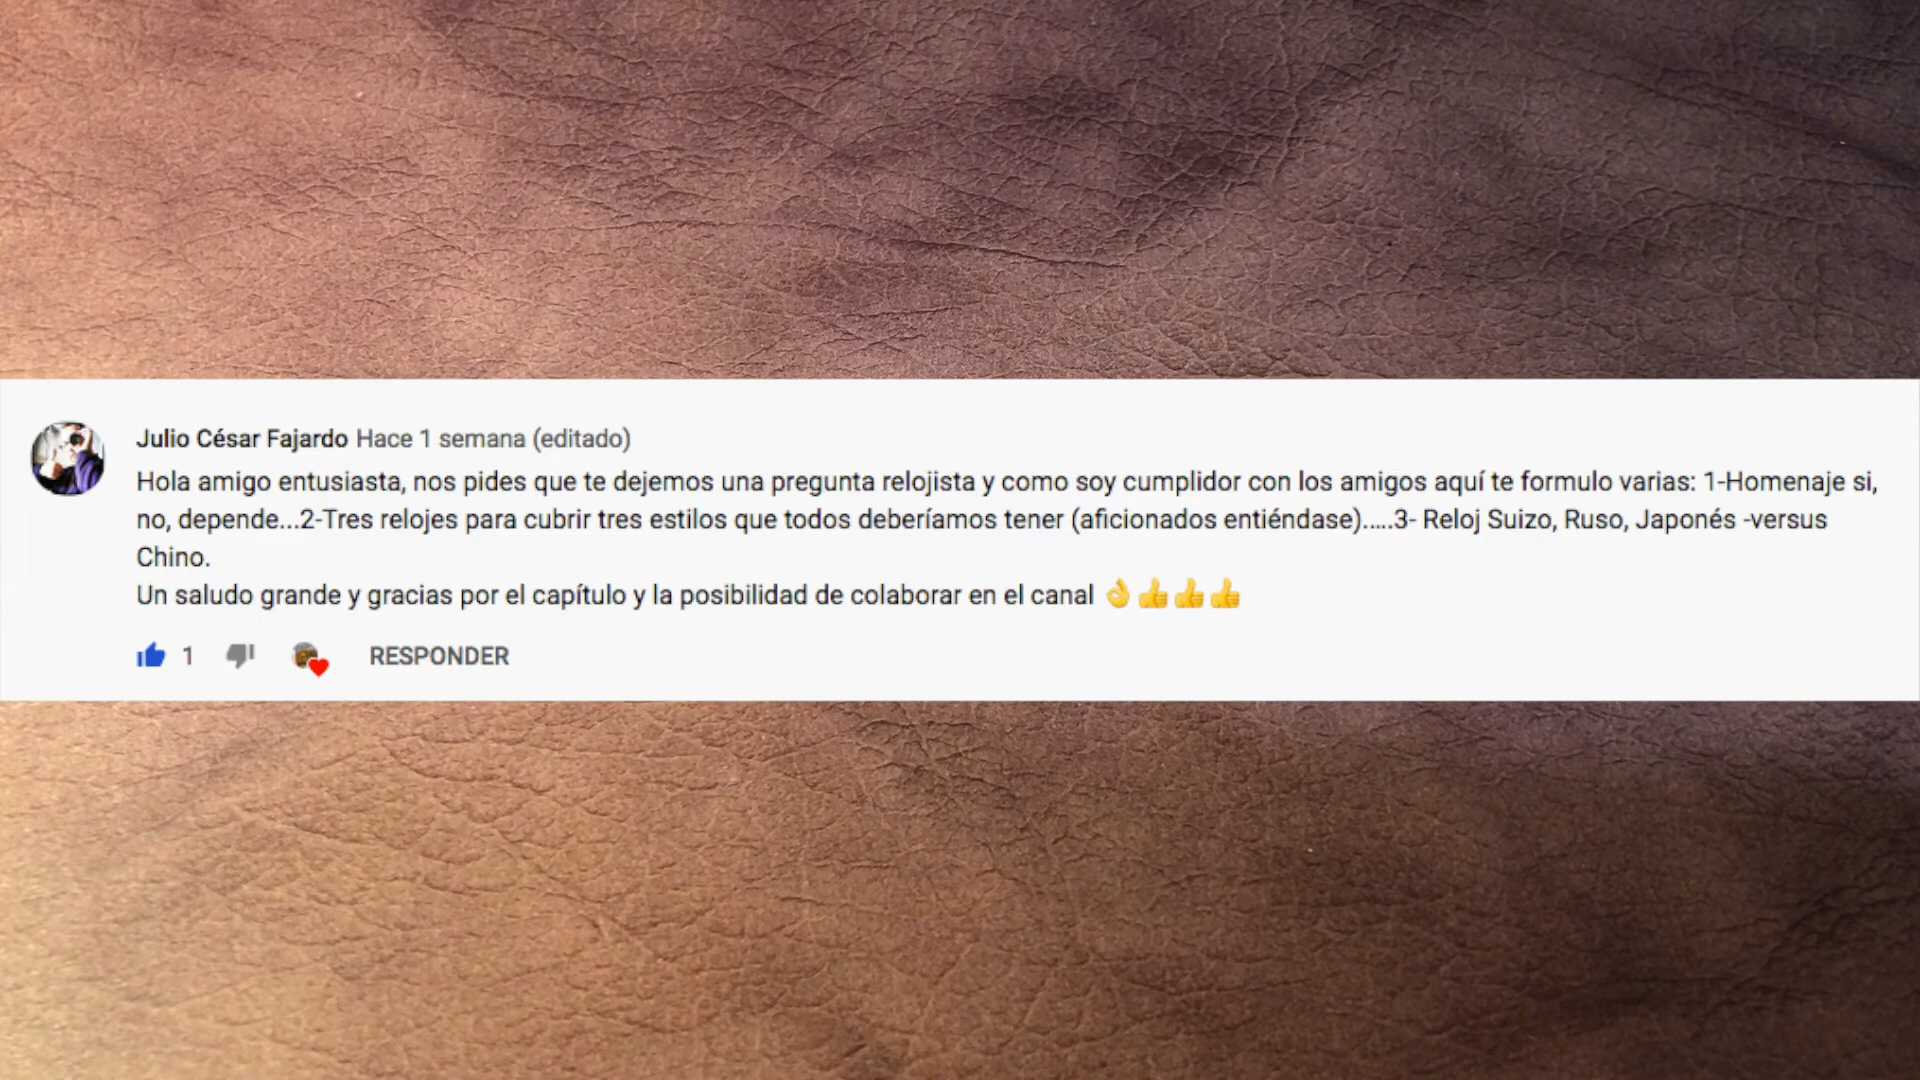 Julio César Fajardo Hace 1 semana (editado)
Hola amigo entusiasta, nos pides que te dejemos una pregunta relojista y como soy cumplidor con los amigos aquí te formulo varias: 1-Homenaje si,
no, depende...2-Tres relojes para cubrir tres estilos que todos deberíamos tener (aficionados entiéndase).....3- Reloj Suizo, Ruso, Japonés -versus
Chino.
Un saludo grande y gracias por el capítulo y la posibilidad de colaborar en el canal 👌👍👍👍
1 RESPONDER